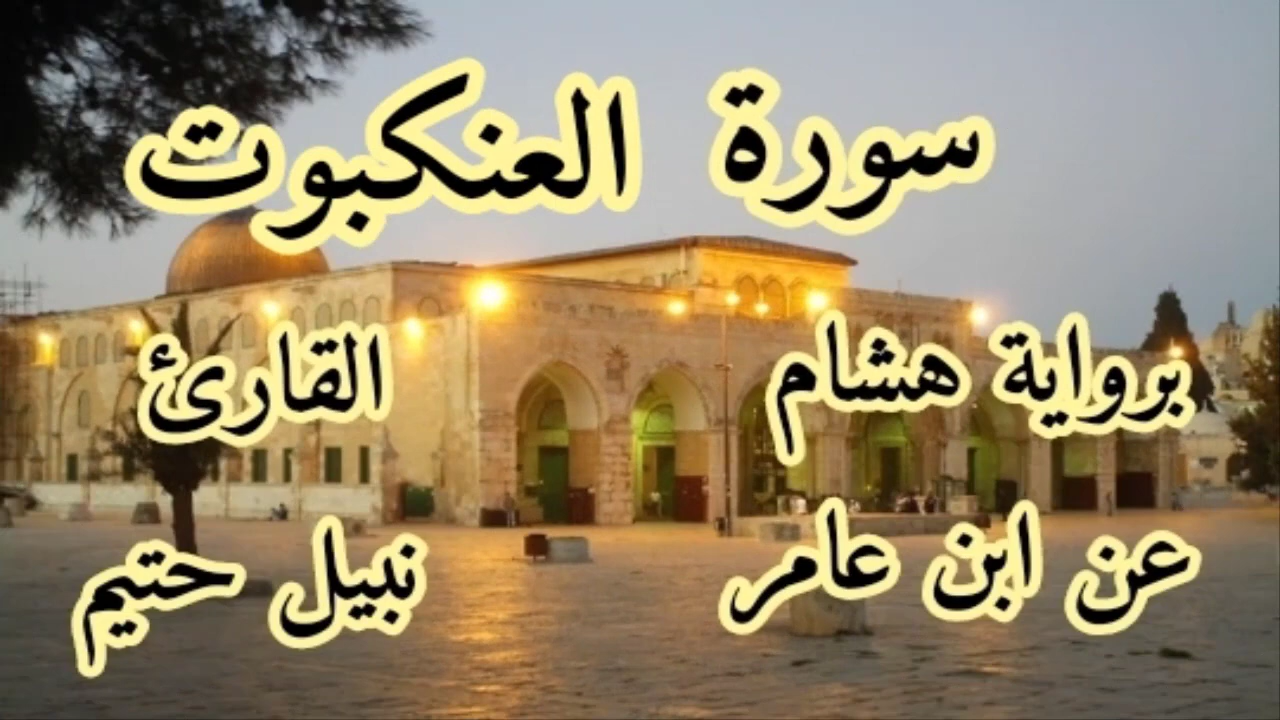 سورة العنكبوت
برواية هشام
عن ابن عامر
القارئ
نبيل حتيم